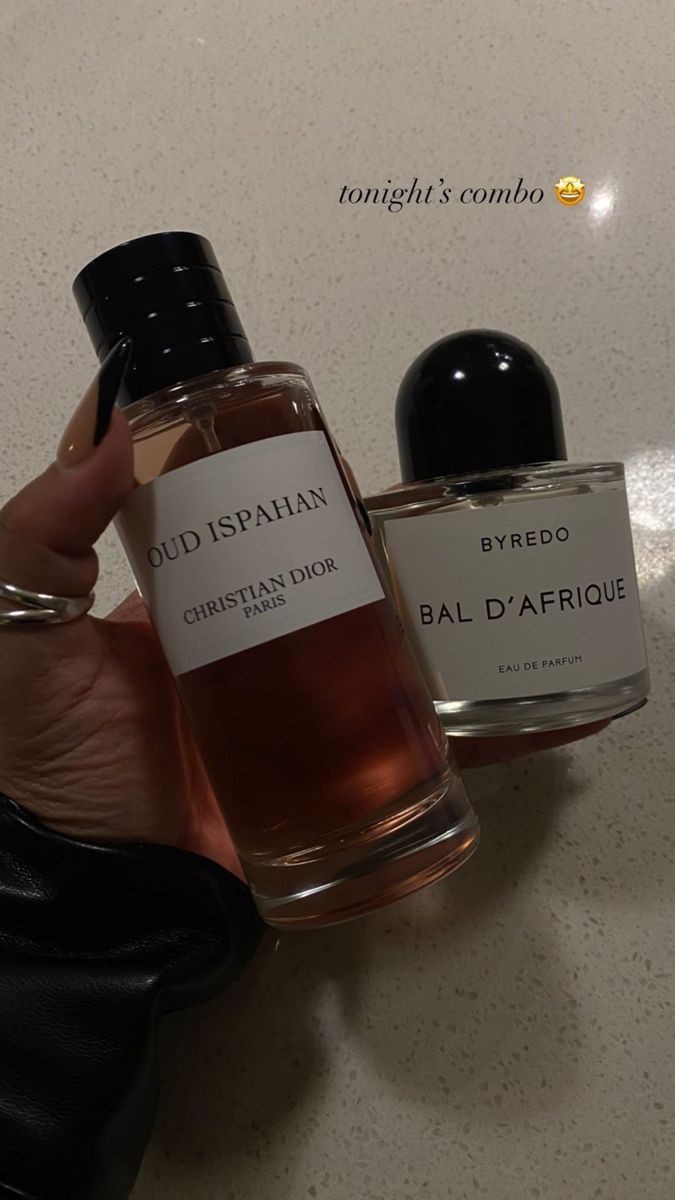 tonight’s combo 🤩
OUD ISPAHAN
CHRISTIAN DIOR
PARIS
BYREDO
BAL D’AFRIQUE
EAU DE PARFUM